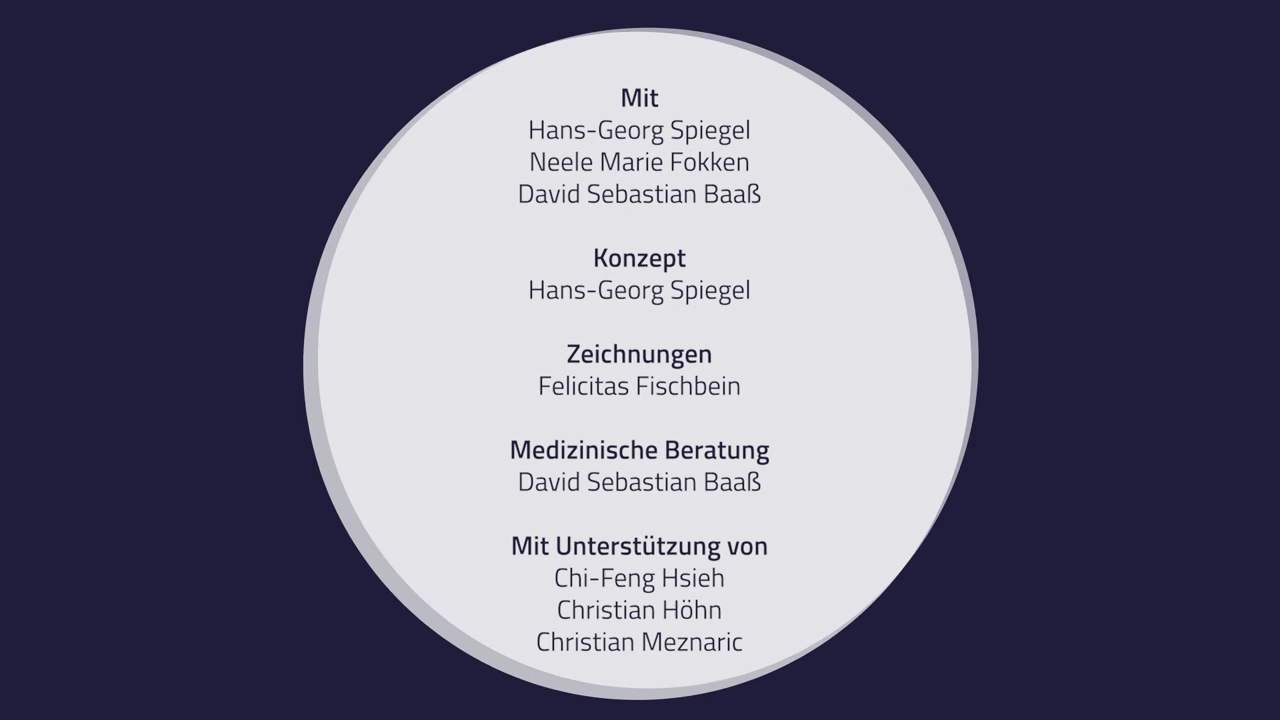 Mit
Hans-Georg Spiegel
Neele Marie Fokken
David Sebastian Baaß
Konzept
Hans-Georg Spiegel
Zeichnungen
Felicitas Fischbein
Medizinische Beratung
David Sebastian Baaß
Mit Unterstützung von
Chi-Feng Hsieh
Christian Höhn
Christian Meznaric